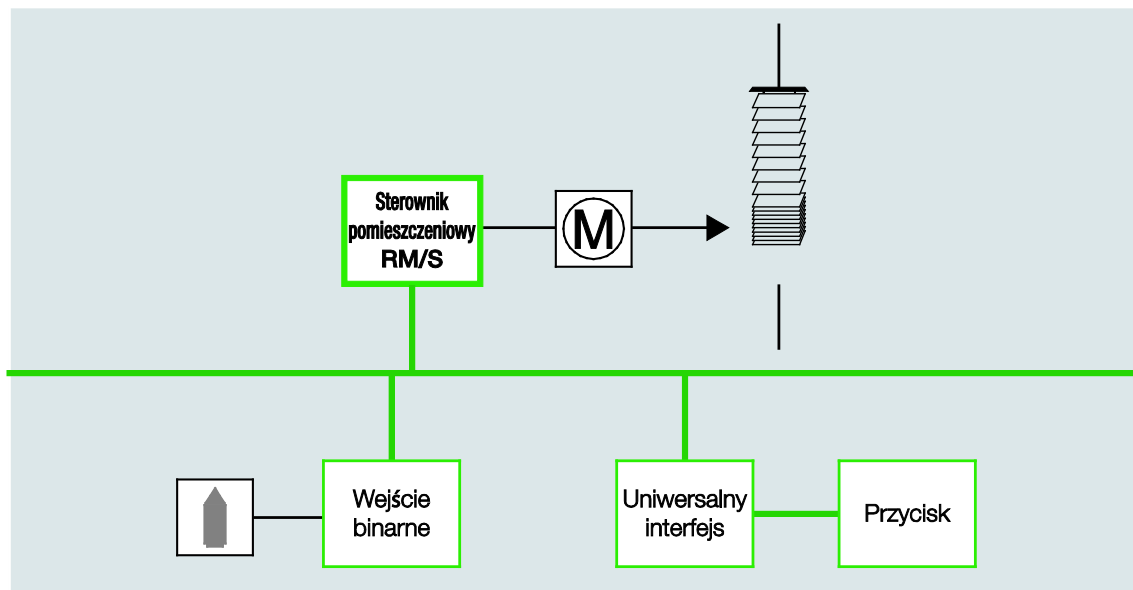 Sterownik
pomieszczeniowy
RM/S
M
Wejście
binarne
Uniwersalny
interfejs
Przycisk